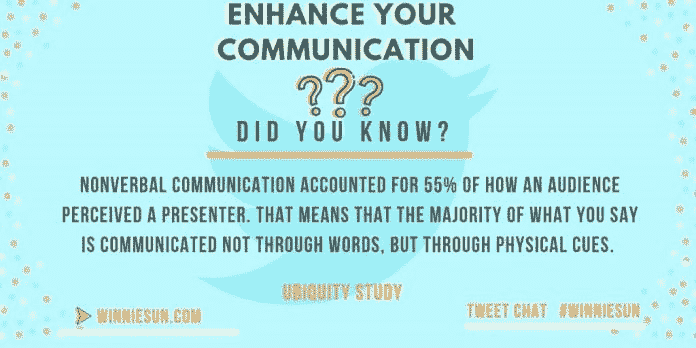 ENHANCE YOUR
COMMUNICATION
???
DID YOU KNOW?
NONVERBAL COMMUNICATION ACCOUNTED FOR 55% OF HOW AN AUDIENCE
PERCEIVED A PRESENTER. THAT MEANS THAT THE MAJORITY OF WHAT YOU SAY
IS COMMUNICATED NOT THROUGH WORDS, BUT THROUGH PHYSICAL CUES.
UBIQUITY STUDY
WINNIESUN.COM
TWEET CHAT #WINNIESUN